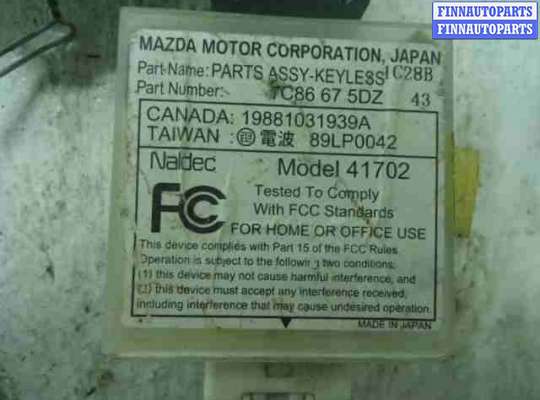 FINNAUTOPARTS
FINNAUTOPARTS
MAZDA MOTOR CORPORATION, JAPAN
Part-Name: PARTS ASSY-KEYLESS 1C28B
Part Number: 1C86 67 5DZ 43
CANADA: 19881031939A
TAIWAN : 電波 89LP0042
Naldec Model 41702
FC Tested To Comply
With FCC Standards
FOR HOME OR OFFICE USE
This device complies with Part 15 of the FCC Rules
Operation is subject to the following two conditions:
(1) this device may not cause harmful interference, and
(2) this device must accept any interference received,
including interference that may cause undesired operation.
MADE IN JAPAN